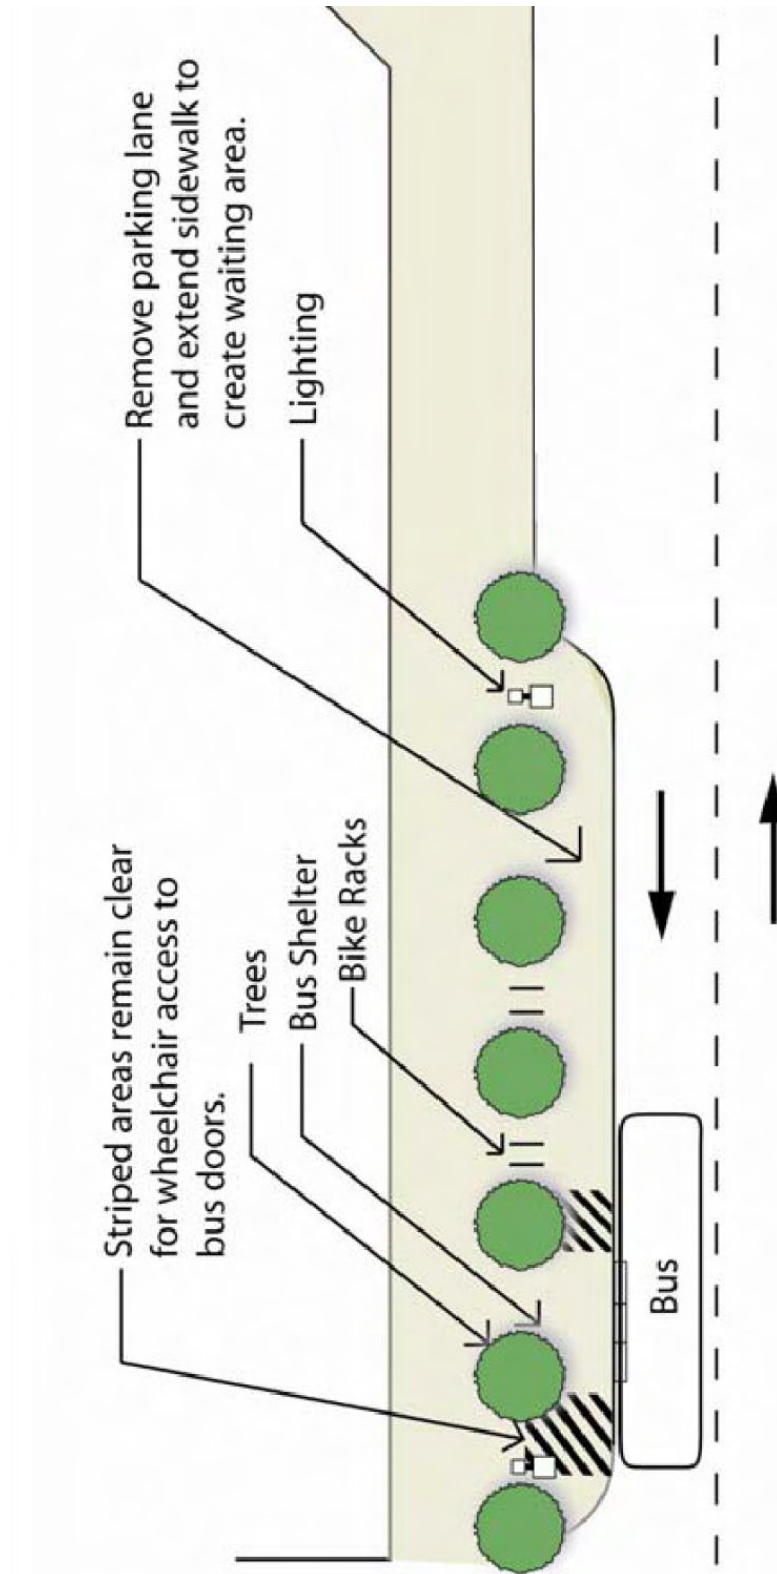 Striped areas remain clear
for wheelchair access to
bus doors.
Trees
Bus Shelter
Bike Racks
Remove parking lane
and extend sidewalk to
create waiting area.
Lighting
Bus